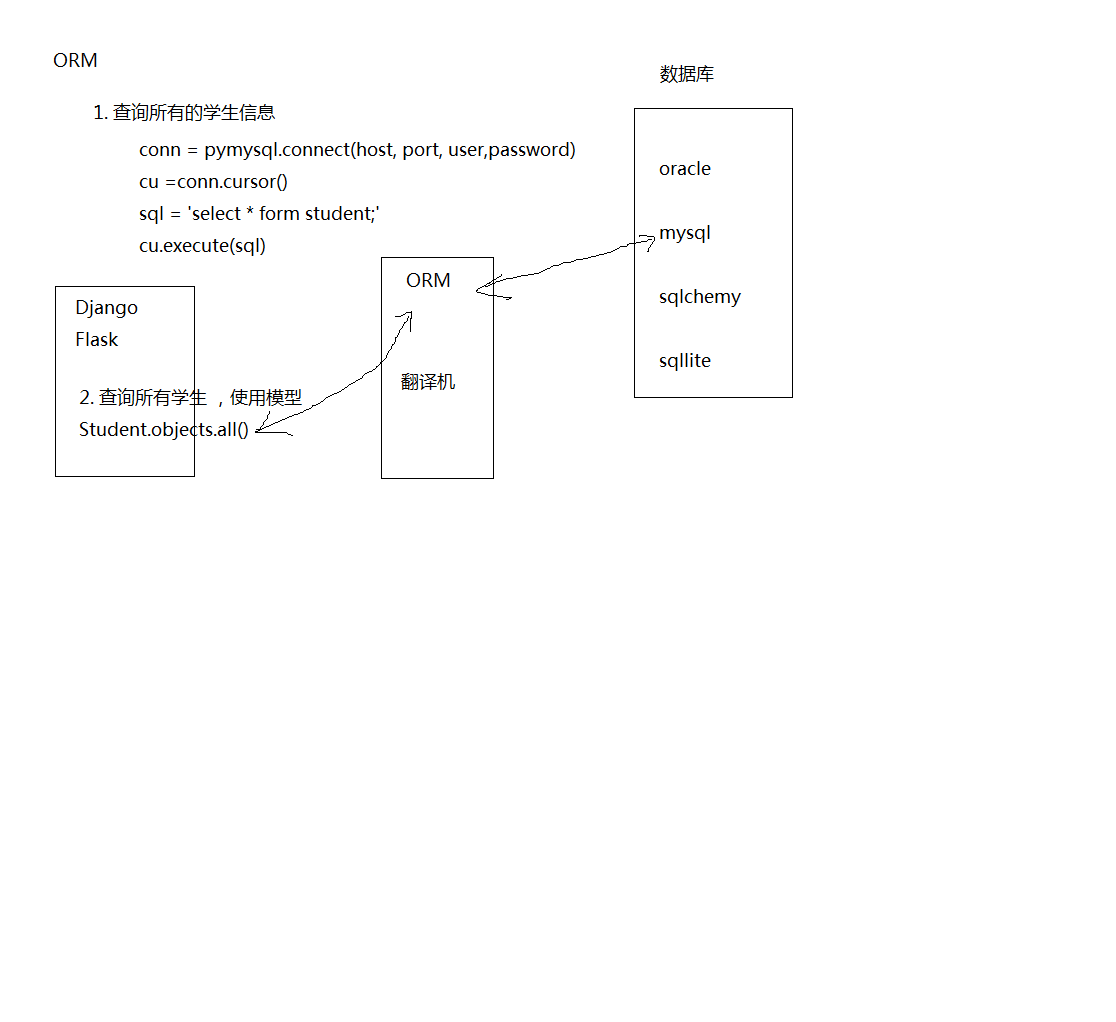 ORM
1. 查询所有的学生信息
conn = pymysql.connect(host, port, user,password)
cu =conn.cursor()
sql = 'select * form student;'
cu.execute(sql)
Django
Flask
2. 查询所有学生 ，使用模型
Student.objects.all()
ORM
翻译机
数据库
oracle
mysql
sqlchemy
sqllite